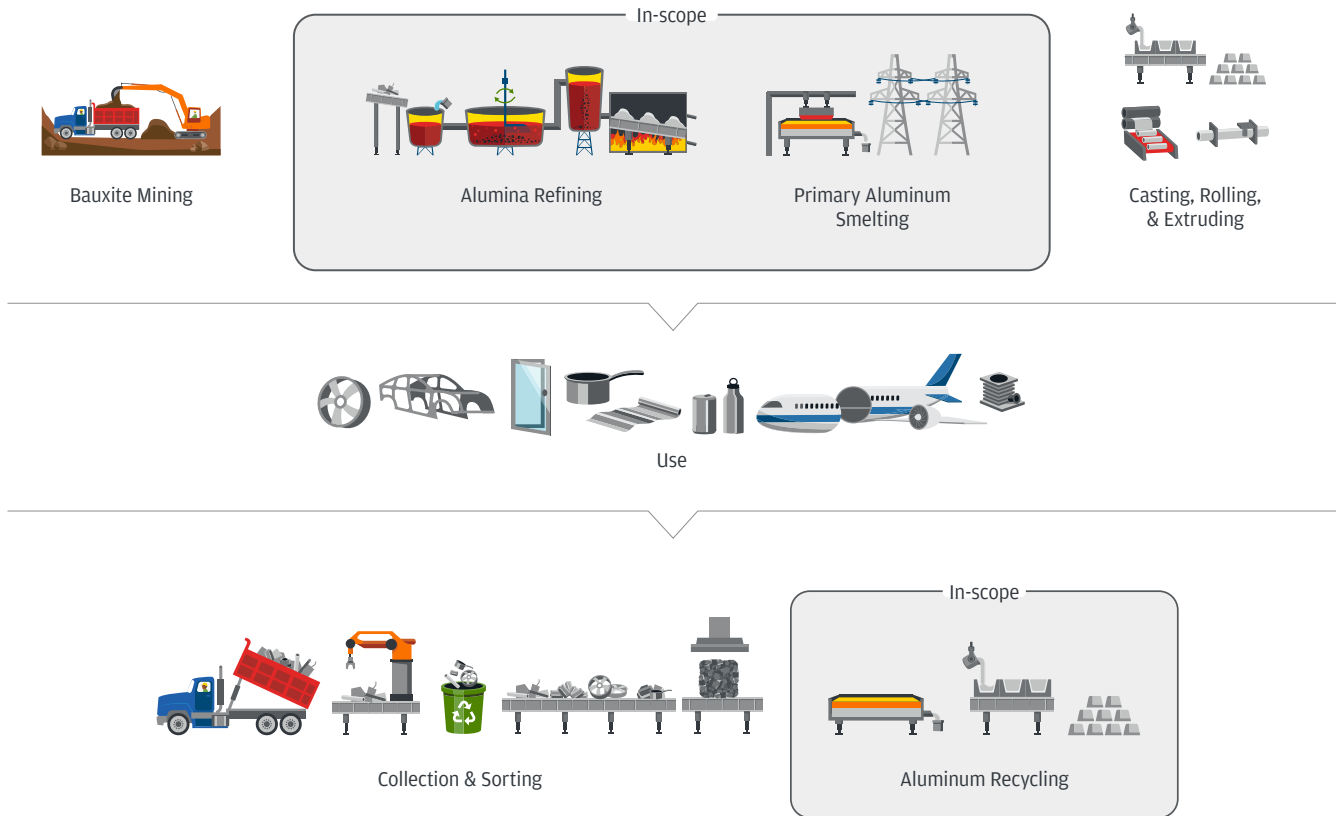 In-scope
Bauxite Mining
Alumina Refining
Primary Aluminum
Smelting
Casting, Rolling,
& Extruding
Use
In-scope
Collection & Sorting
Aluminum Recycling